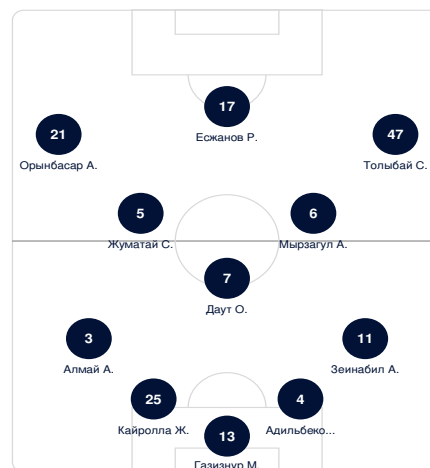 17
Есжанов Р.
21
Орынбасар А.
47
Толыбай С.
5
Жуматай С.
6
Мырзагул А.
7
Даут О.
3
Алмай А.
11
Зеинабил А.
25
Кайролла Ж.
4
Адильбеко...
13
Газизнур М.